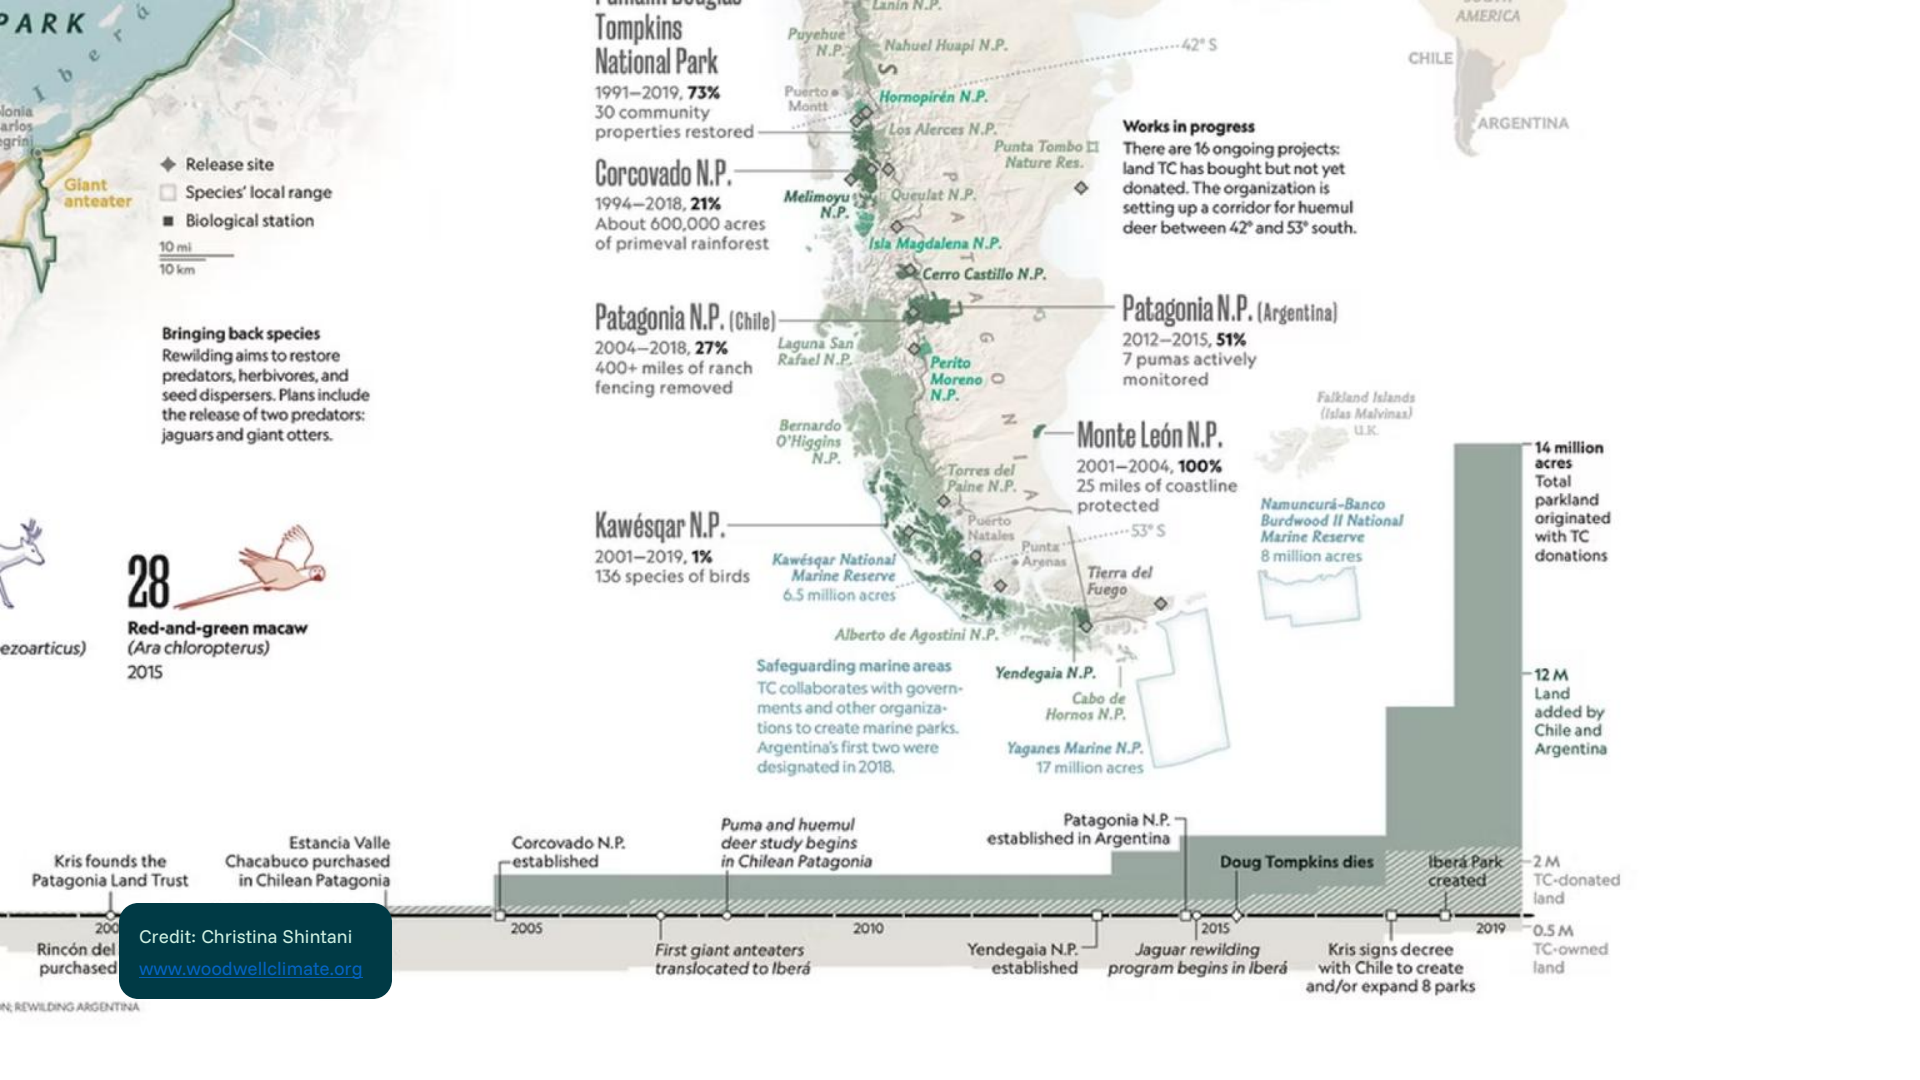 PARK
Iberá
Giant
anteater
Release site
Species' local range
Biological station
10 mi
10 km
Bringing back species
Rewilding aims to restore
predators, herbivores, and
seed dispersers. Plans include
the release of two predators:
jaguars and giant otters.
28
Red-and-green macaw
(Ara chloropterus)
2015
ezoarticus)
Tompkins
National Park
1991–2019, 73%
30 community
properties restored
Corcovado N.P.
1994–2018, 21%
About 600,000 acres
of primeval rainforest
Patagonia N.P. (Chile)
2004–2018, 27%
400+ miles of ranch
fencing removed
Kawésqar N.P.
2001–2019, 1%
136 species of birds
Lanín N.P.
Puyehue
N.P.
Nahuel Huapi N.P.
42° S
Puerto
Montt
Hornopirén N.P.
Los Alerces N.P.
Punta Tombo
Nature Res.
Melimoyu
N.P.
Queulat N.P.
Isla Magdalena N.P.
Cerro Castillo N.P.
PATAGONIA
Laguna San
Rafael N.P.
Perito
Moreno
N.P.
Bernardo
O'Higgins
N.P.
Torres del
Paine N.P.
Puerto
Natales
53° S
Punta
Arenas
Kawésqar National
Marine Reserve
6.5 million acres
Tierra del
Fuego
Alberto de Agostini N.P.
Yendegaia N.P.
Cabo de
Hornos N.P.
Yaganes Marine N.P.
17 million acres
Safeguarding marine areas
TC collaborates with govern-
ments and other organiza-
tions to create marine parks.
Argentina's first two were
designated in 2018.
Works in progress
There are 16 ongoing projects:
land TC has bought but not yet
donated. The organization is
setting up a corridor for huemul
deer between 42° and 53° south.
Patagonia N.P. (Argentina)
2012–2015, 51%
7 pumas actively
monitored
Monte León N.P.
2001–2004, 100%
25 miles of coastline
protected
Falkland Islands
(Islas Malvinas)
U.K.
Namuncurá–Banco
Burdwood II National
Marine Reserve
8 million acres
AMERICA
CHILE
ARGENTINA
14 million
acres
Total
parkland
originated
with TC
donations
12 M
Land
added by
Chile and
Argentina
2 M
TC-donated
land
0.5 M
TC-owned
land
Kris founds the
Patagonia Land Trust
Estancia Valle
Chacabuco purchased
in Chilean Patagonia
Corcovado N.P.
established
Puma and huemul
deer study begins
in Chilean Patagonia
Patagonia N.P.
established in Argentina
Doug Tompkins dies
Iberá Park
created
200
2005
2010
2015
2019
Rincón del
purchased
First giant anteaters
translocated to Iberá
Yendegaia N.P.
established
Jaguar rewilding
program begins in Iberá
Kris signs decree
with Chile to create
and/or expand 8 parks
Credit: Christina Shintani
www.woodwellclimate.org
REWILDING ARGENTINA